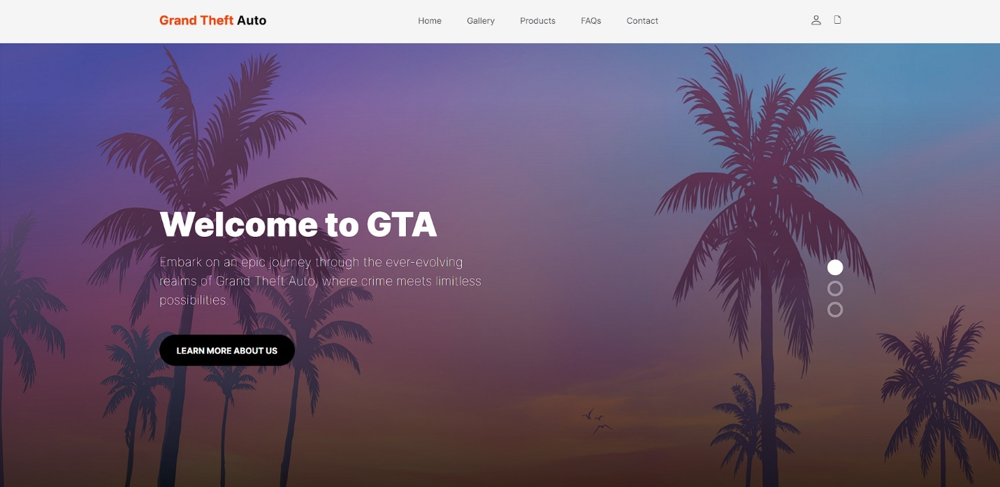 Grand Theft Auto
Home
Gallery
Products
FAQs
Contact
Welcome to GTA
Embark on an epic journey through the ever-evolving
realms of Grand Theft Auto, where crime meets limitless
possibilities.
LEARN MORE ABOUT US